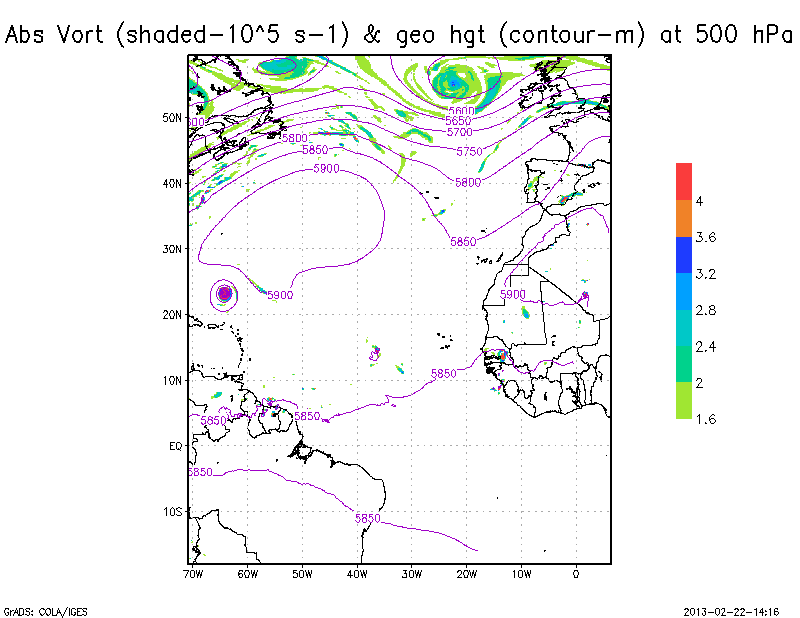 Abs Vort (shaded-10^5 s-1) & geo hgt (contour-m) at 500 hPa
5600
5650
50N
5700
5800
5750
5850
5900
40N
5800
4
3.6
5850
30N
3.2
5900
5900
2.8
20N
2.4
5850
10N
2
5850
5850
1.6
EQ
5850
10S
5850
70W 60W 50W 40W 30W 20W 10W 0
GrADS: COLA/IGES
2013-02-22-14:16